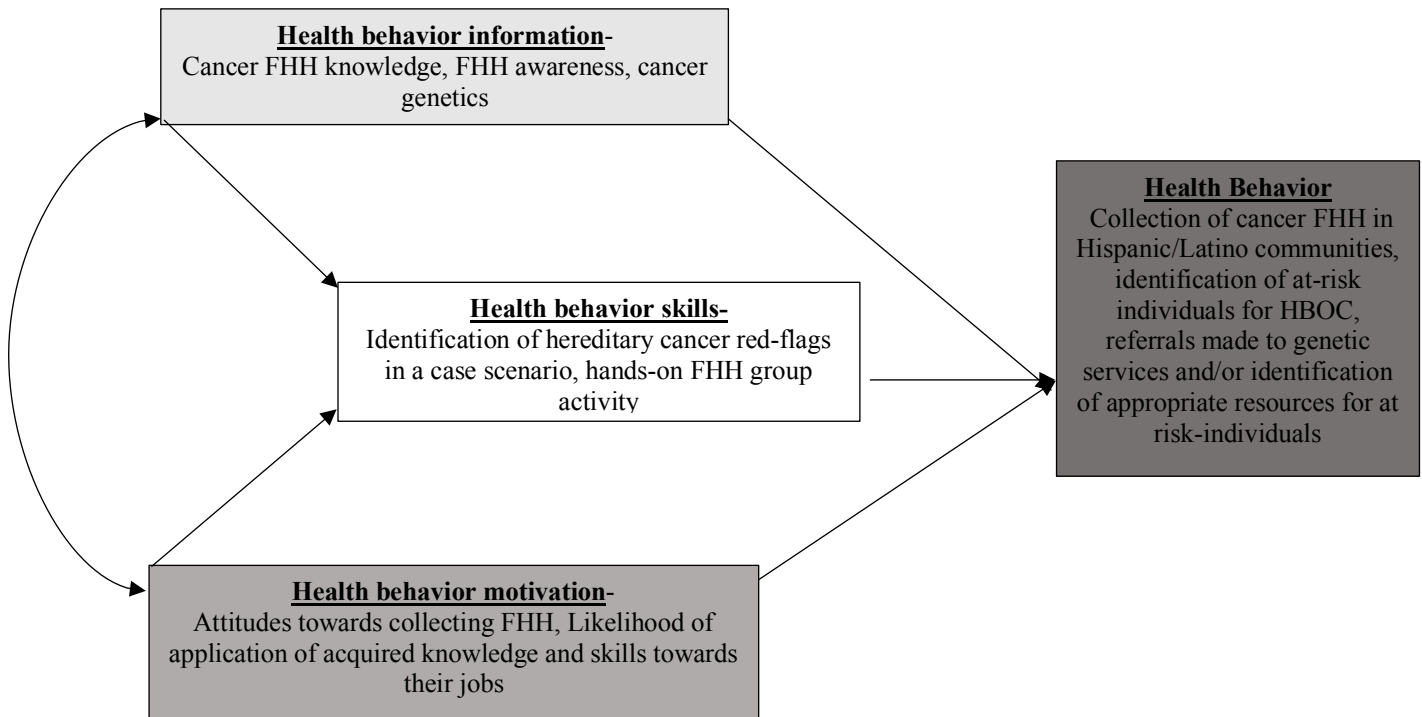 Health behavior information-
Cancer FHH knowledge, FHH awareness, cancer
genetics
Health behavior skills-
Identification of hereditary cancer red-flags
in a case scenario, hands-on FHH group
activity
Health behavior motivation-
Attitudes towards collecting FHH, Likelihood of
application of acquired knowledge and skills towards
their jobs
Health Behavior
Collection of cancer FHH in
Hispanic/Latino communities,
identification of at-risk
individuals for HBOC,
referrals made to genetic
services and/or identification
of appropriate resources for at
risk-individuals